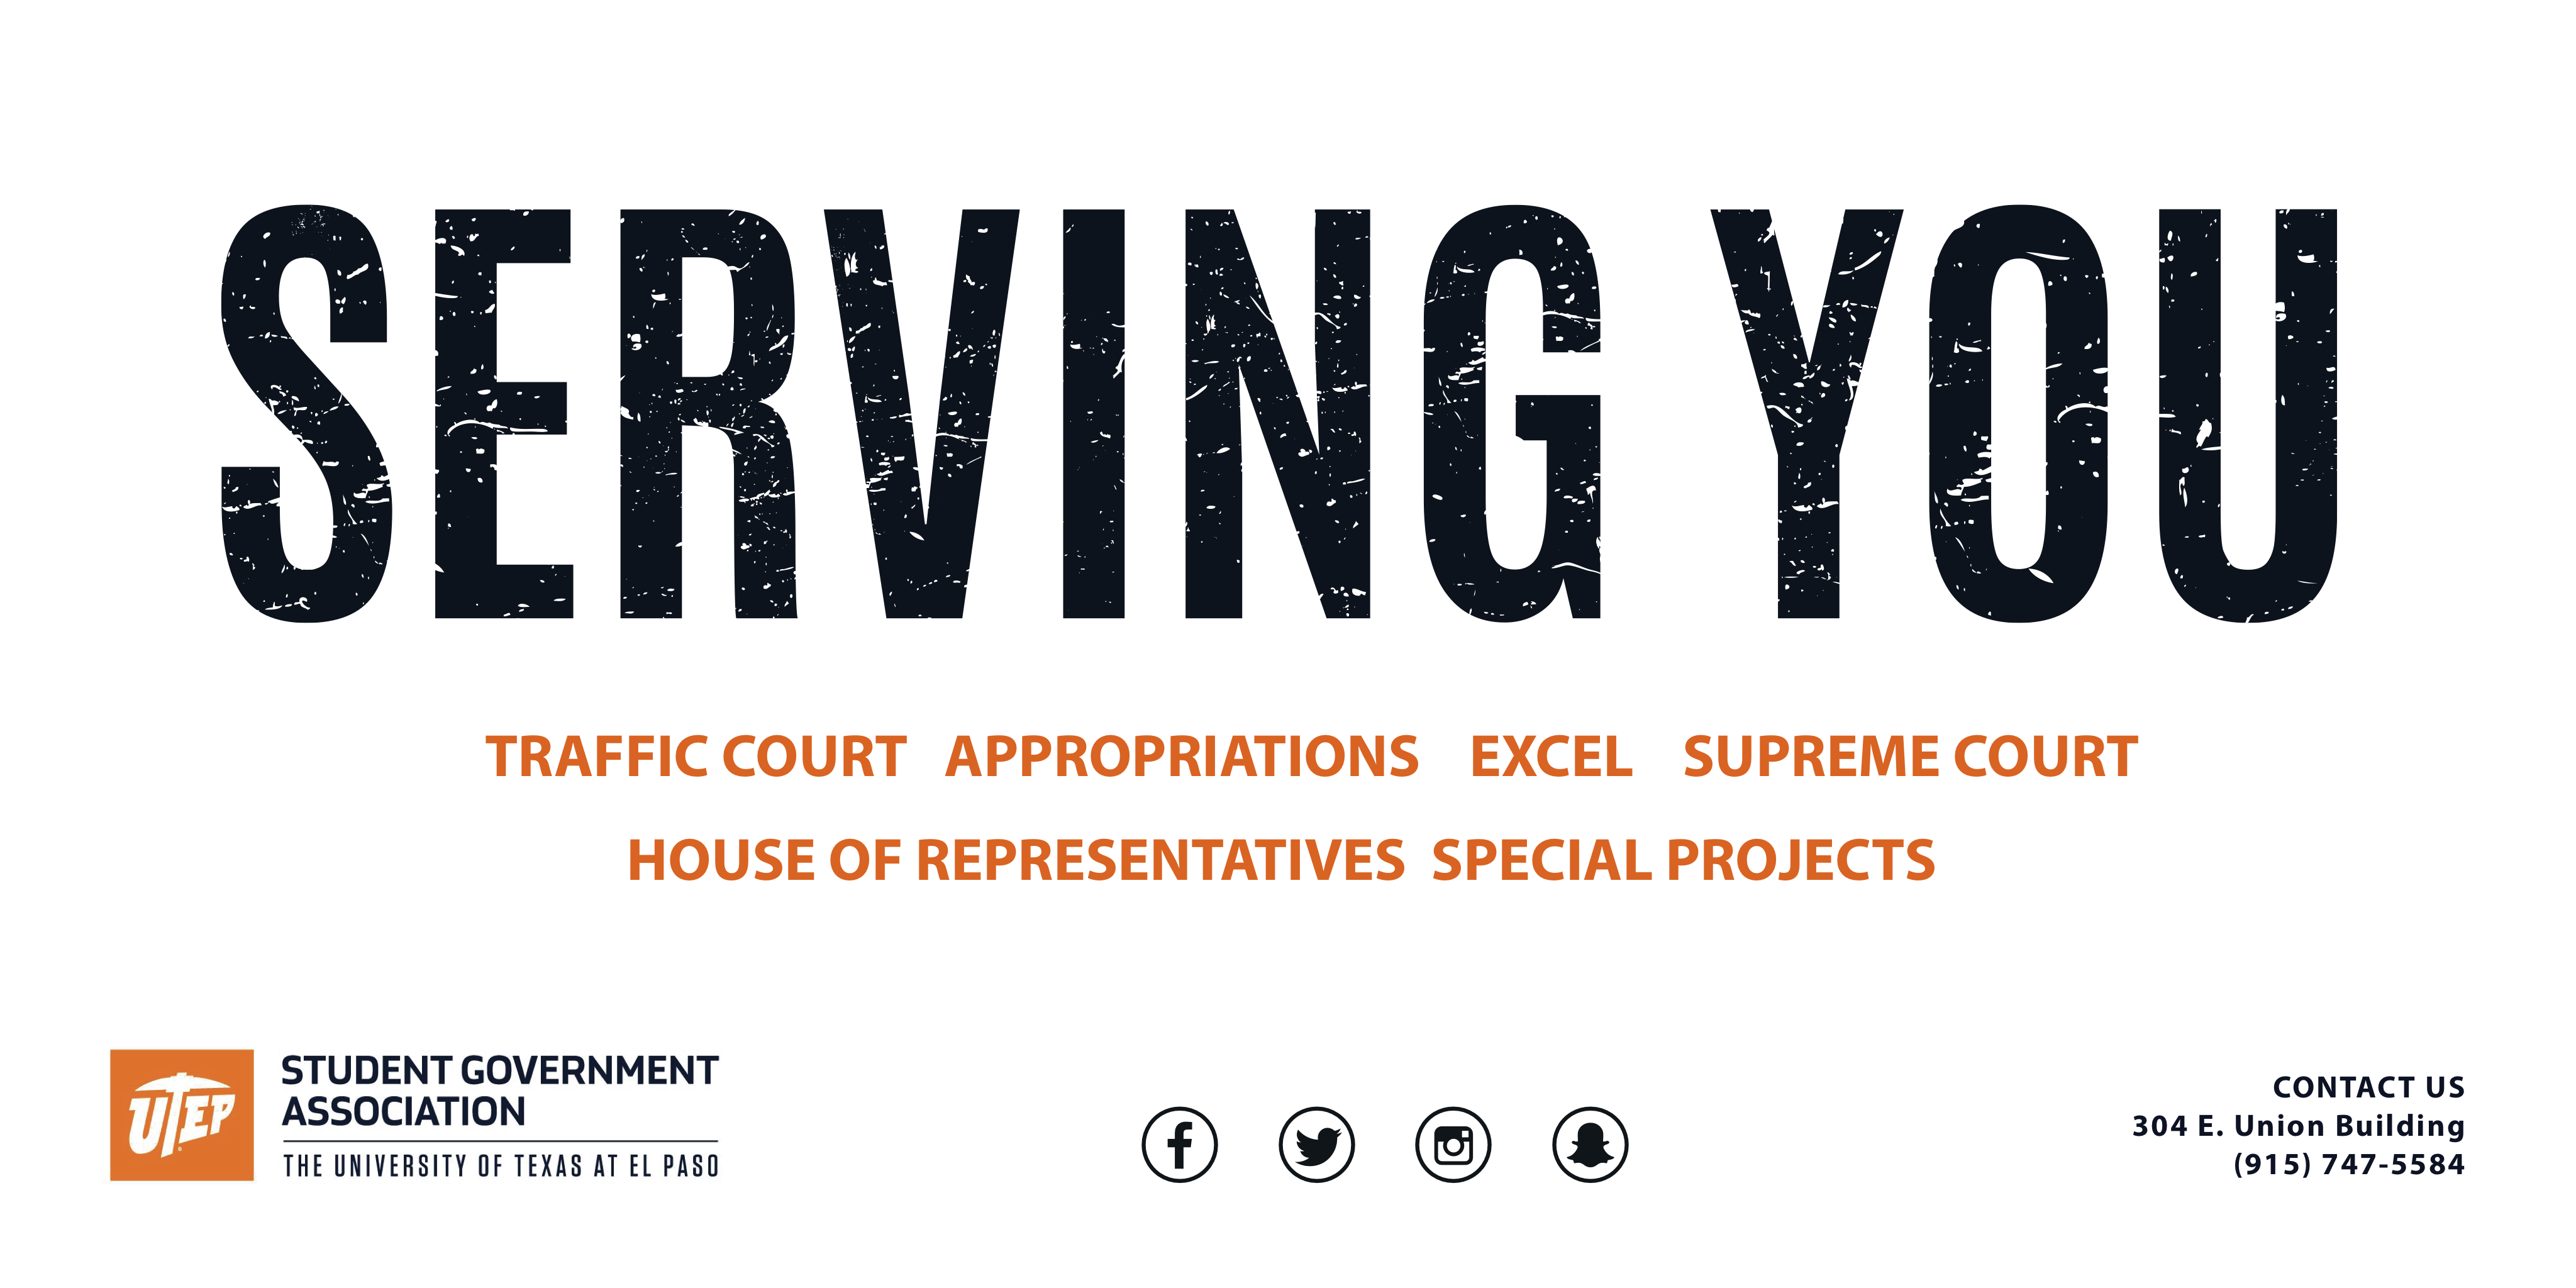 SERVING YOU
TRAFFIC COURT APPROPRIATIONS EXCEL SUPREME COURT
HOUSE OF REPRESENTATIVES SPECIAL PROJECTS
UTEP
STUDENT GOVERNMENT
ASSOCIATION
THE UNIVERSITY OF TEXAS AT EL PASO
CONTACT US
304 E. Union Building
(915) 747-5584